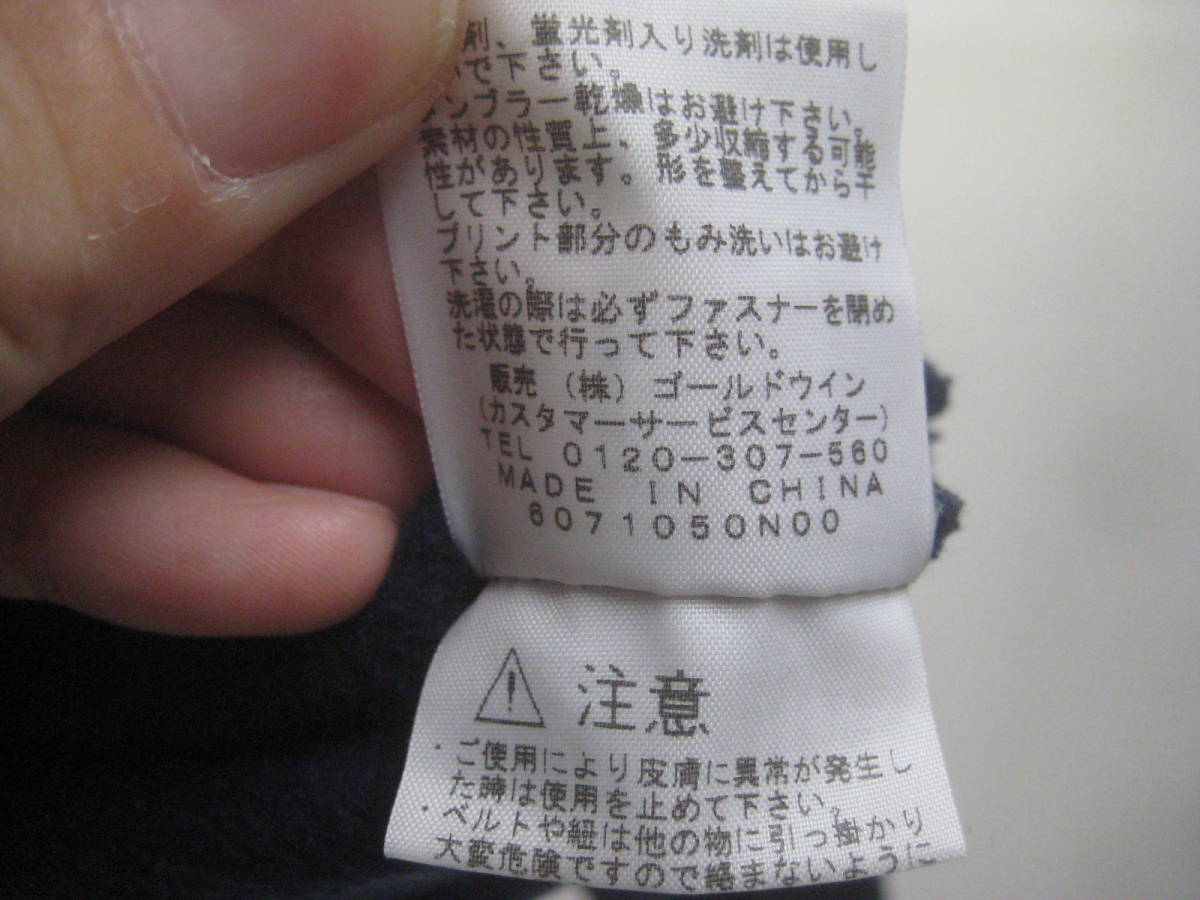 剤、蛍光剤入り洗剤は使用し
いで下さい。
ンブラー乾燥はお避け下さい。
素材の性質上、多少収縮する可能
性があります。形を整えてから干
して下さい。
プリント部分のもみ洗いはお避け
下さい。
洗濯の際は必ずファスナーを閉め
た状態で行って下さい。
販売 (株) ゴールドウイン
(カスタマーサービスセンター)
TEL 0120-307-560
MADE IN CHINA
6071050N00
注意
・ご使用により皮膚に異常が発生し
た時は使用を止めて下さい。
・ベルトや紐は他の物に引っ掛かり
大変危険ですので絡まないように